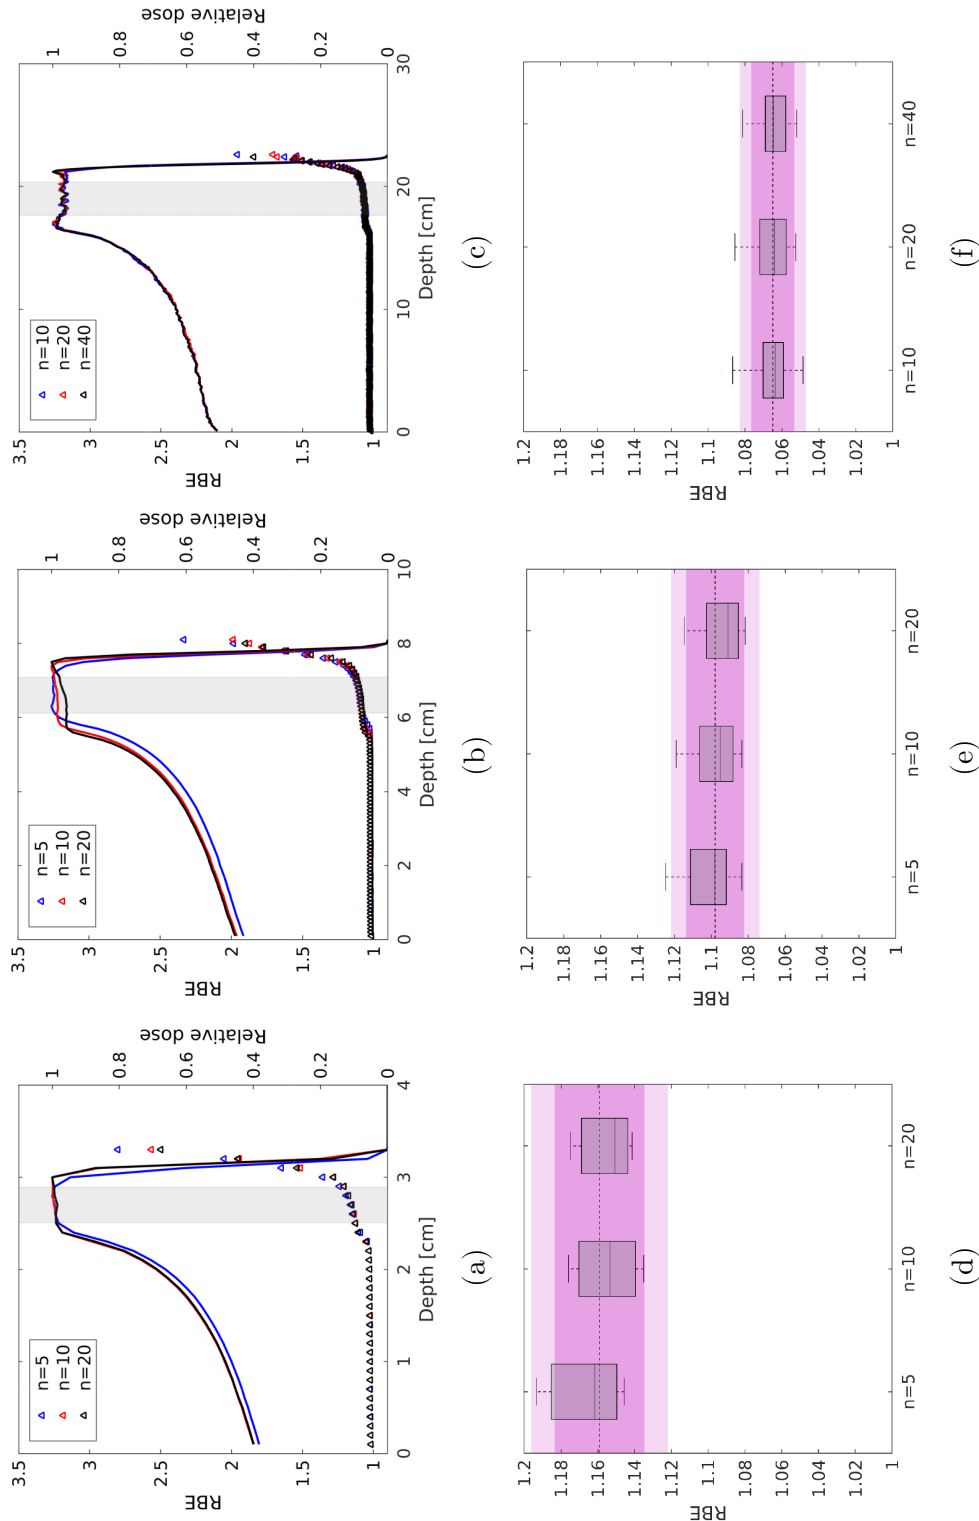 3.5
3
2.5
2
1.5
1
RBE
n=5
n=10
n=20
1
0.8
0.6
0.4
0.2
0
Relative dose
0 1 2 3 4
Depth [cm]
(a)
3.5
3
2.5
2
1.5
1
RBE
n=5
n=10
n=20
1
0.8
0.6
0.4
0.2
0
Relative dose
0 2 4 6 8 10
Depth [cm]
(b)
3.5
3
2.5
2
1.5
1
RBE
n=10
n=20
n=40
1
0.8
0.6
0.4
0.2
0
Relative dose
0 10 20 30
Depth [cm]
(c)
1.2
1.18
1.16
1.14
1.12
1.1
1.08
1.06
1.04
1.02
1
RBE
n=5 n=10 n=20
(d)
1.2
1.18
1.16
1.14
1.12
1.1
1.08
1.06
1.04
1.02
1
RBE
n=5 n=10 n=20
(e)
1.2
1.18
1.16
1.14
1.12
1.1
1.08
1.06
1.04
1.02
1
RBE
n=10 n=20 n=40
(f)